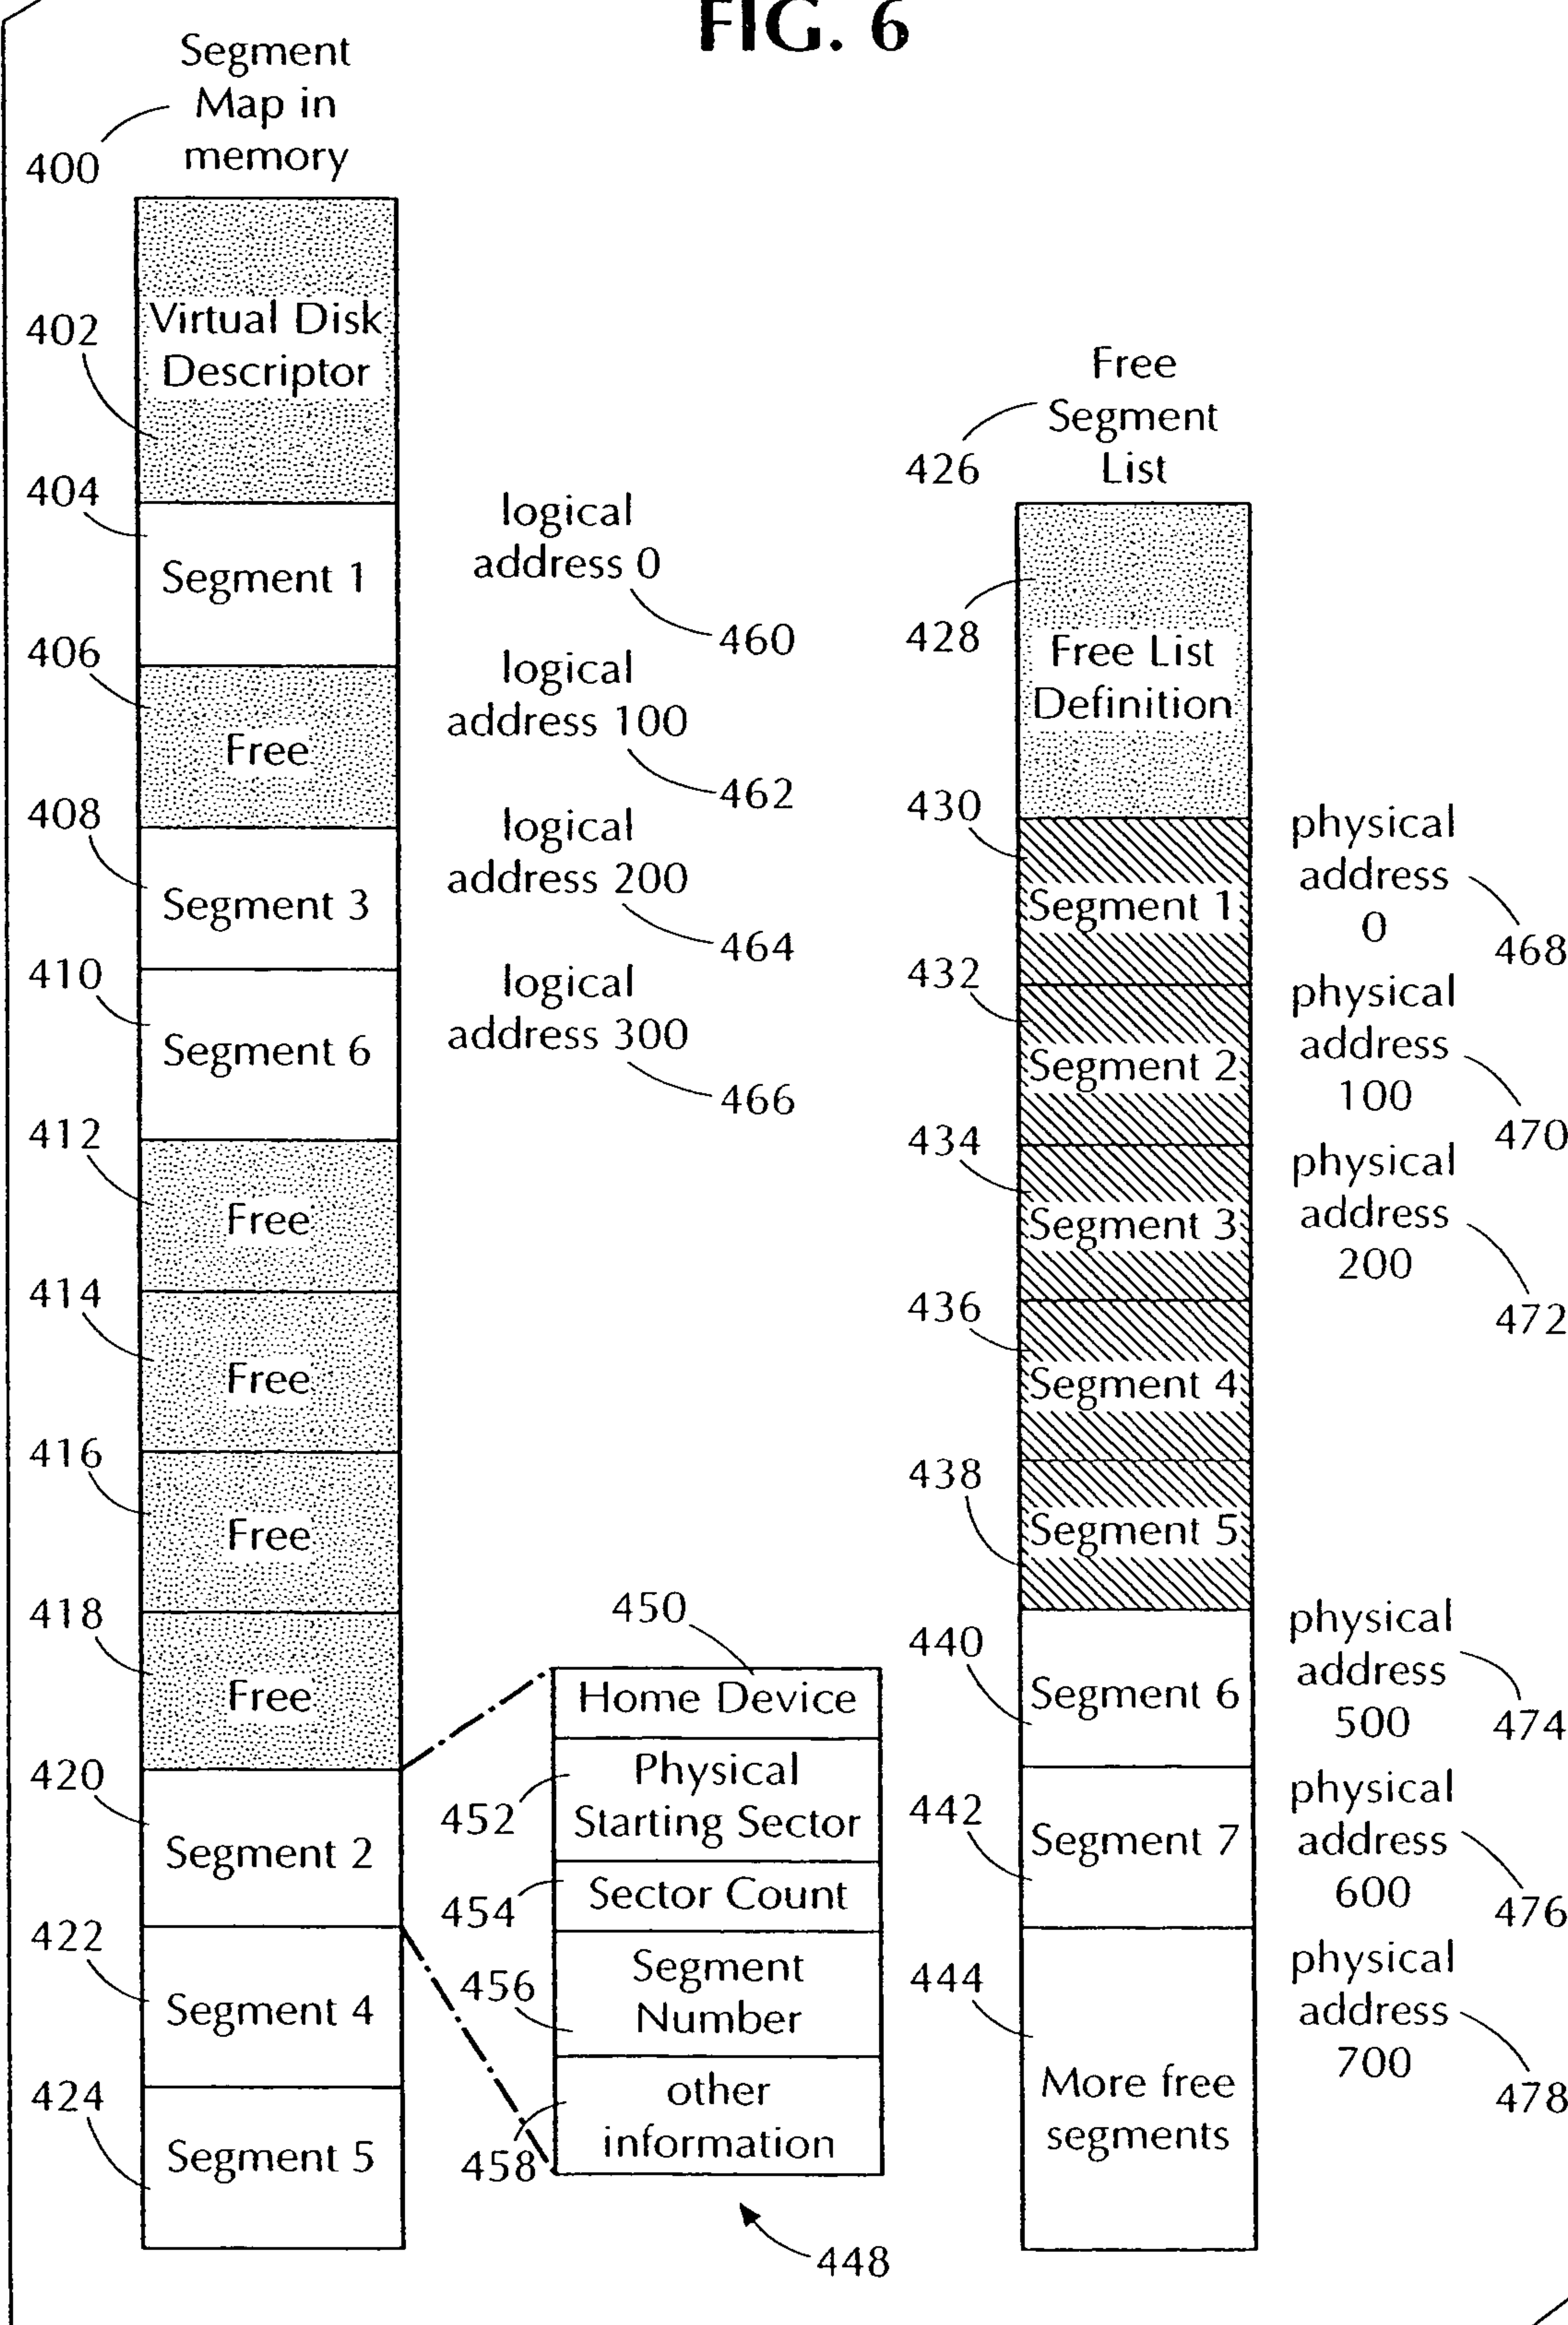 FIG. 6
Segment
Map in
memory
400
Virtual Disk
Descriptor
402
404
Segment 1
406
Free
408
Segment 3
410
Segment 6
412
Free
414
Free
416
Free
418
Free
420
Segment 2
422
Segment 4
424
Segment 5
logical
address 0
460
logical
address 100
462
logical
address 200
464
logical
address 300
466
450
Home Device
452
Physical
Starting Sector
454
Sector Count
456
Segment
Number
458
other
information
448
Free
Segment
List
426
428
Free List
Definition
430
Segment 1
432
Segment 2
434
Segment 3
436
Segment 4
438
Segment 5
440
Segment 6
442
Segment 7
444
More free
segments
physical
address
0
468
physical
address
100
470
physical
address
200
472
physical
address
500
474
physical
address
600
476
physical
address
700
478